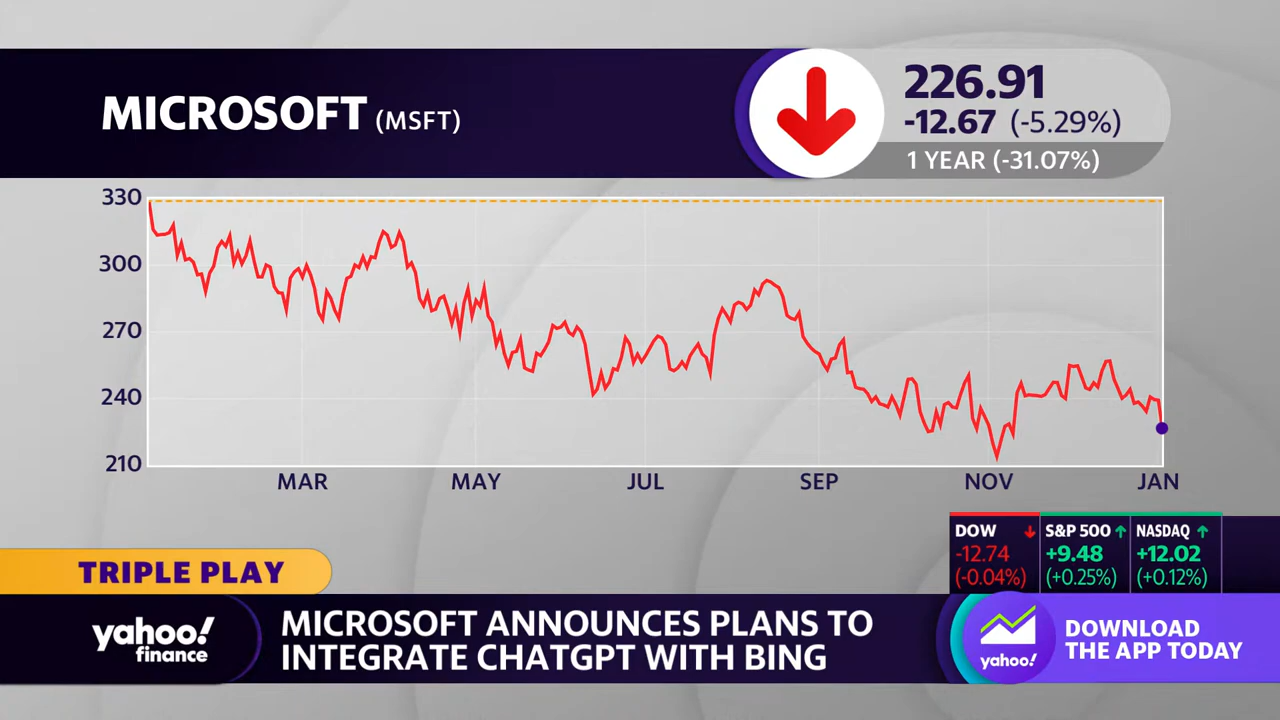 MICROSOFT (MSFT)
226.91
-12.67 (-5.29%)
1 YEAR (-31.07%)
330
300
270
240
210
MAR MAY JUL SEP NOV JAN
DOW S&P 500 NASDAQ
-12.74 +9.48 +12.02
(-0.04%) (+0.25%) (+0.12%)
TRIPLE PLAY
yahoo!
finance
MICROSOFT ANNOUNCES PLANS TO
INTEGRATE CHATGPT WITH BING
yahoo!
DOWNLOAD
THE APP TODAY